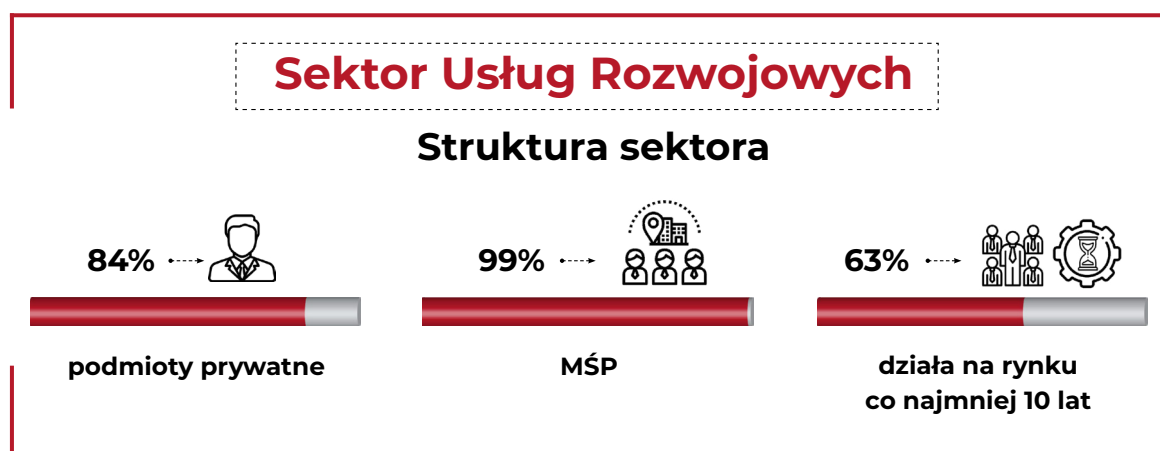 Sektor Usług Rozwojowych
Struktura sektora
84%
99%
63%
podmioty prywatne
MŚP
działa na rynku
co najmniej 10 lat